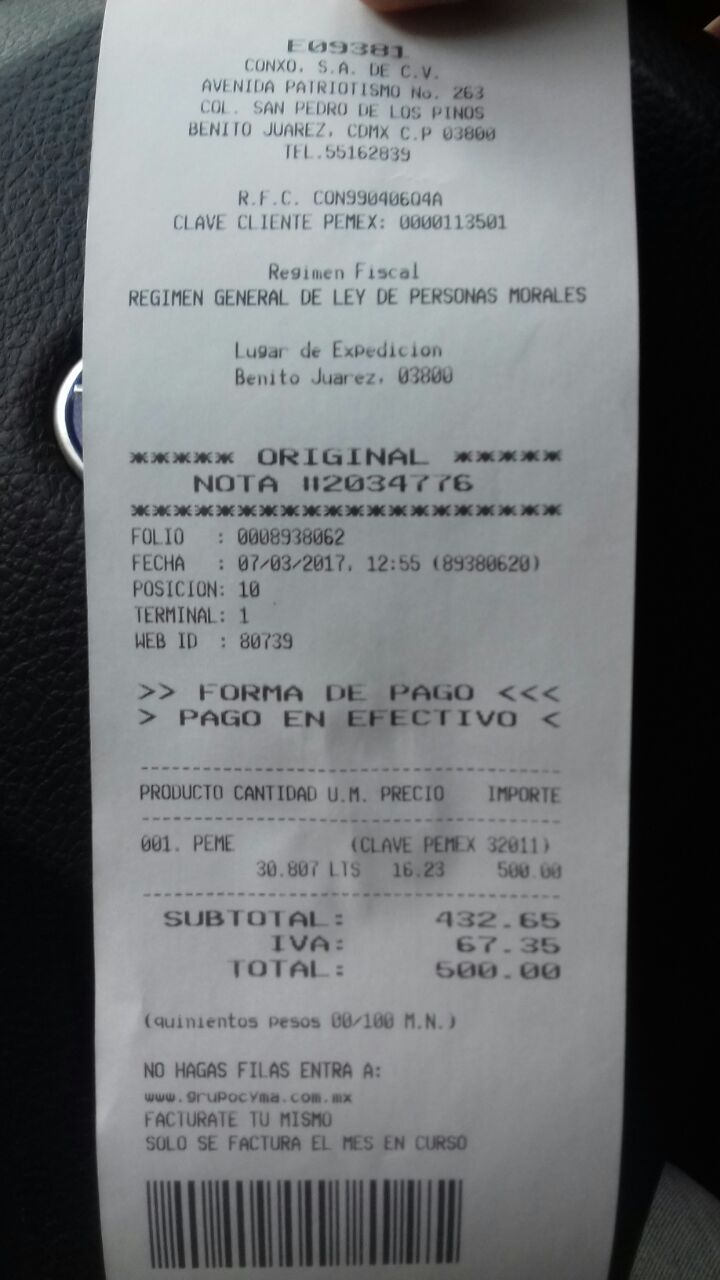 E09381
CONXO, S.A. DE C.V.
AVENIDA PATRIOTISMO No. 263
COL. SAN PEDRO DE LOS PINOS
BENITO JUAREZ, CDMX C.P 03800
TEL.55162839
R.F.C. CON990406Q4A
CLAVE CLIENTE PEMEX: 0000113501
Regimen Fiscal
REGIMEN GENERAL DE LEY DE PERSONAS MORALES
Lugar de Expedicion
Benito Juarez, 03800
***** ORIGINAL *****
NOTA #2034776
********************
FOLIO : 0008938062
FECHA : 07/03/2017, 12:55 (89380620)
POSICION: 10
TERMINAL: 1
WEB ID : 80739
>> FORMA DE PAGO <<<
> PAGO EN EFECTIVO <
PRODUCTO CANTIDAD U.M. PRECIO IMPORTE
001. PEME (CLAVE PEMEX 32011)
30.807 LTS 16.23 500.00
SUBTOTAL: 432.65
IVA: 67.35
TOTAL: 500.00
(quinientos pesos 00/100 M.N.)
NO HAGAS FILAS ENTRA A:
www.grupocyma.com.mx
FACTURATE TU MISMO
SOLO SE FACTURA EL MES EN CURSO